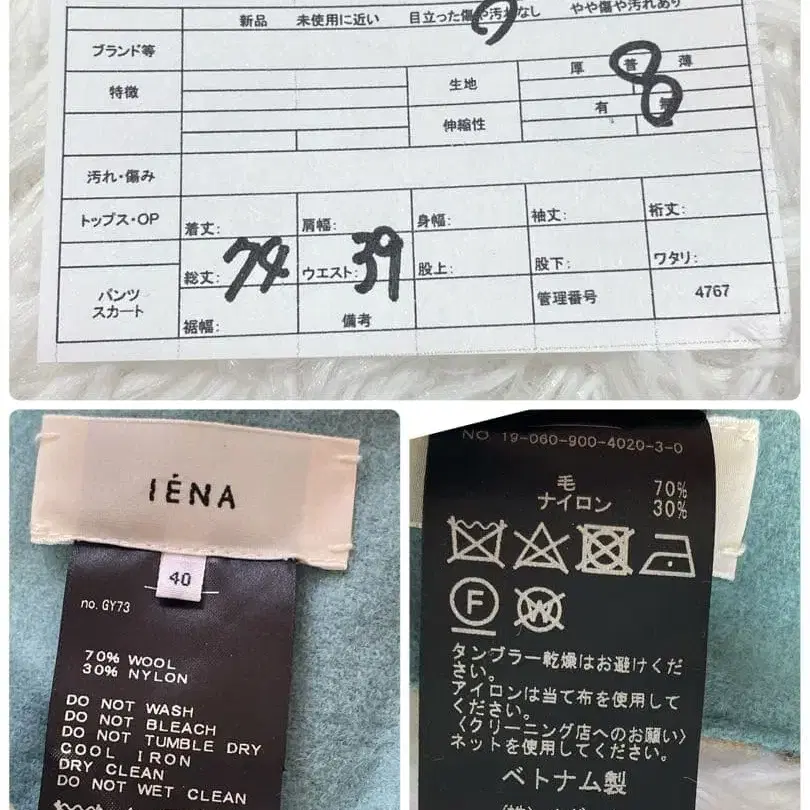 新品 未使用に近い 目立った傷や汚れなし やや傷や汚れあり
ブランド等
特徴 生地 厚 普 薄
伸縮性 有 無
8
汚れ・傷み
トップス・OP 着丈: 肩幅: 身幅: 袖丈: 裄丈:
パンツ
スカート
総丈: 74 ウエスト: 39 股上: 股下: ワタリ:
裾幅: 備考 管理番号 4767
IÉNA
40
no. GY73
70% WOOL
30% NYLON
DO NOT WASH
DO NOT BLEACH
DO NOT TUMBLE DRY
COOL IRON
DRY CLEAN
DO NOT WET CLEAN
NO 19-060-900-4020-3-0
毛 70%
ナイロン 30%
F
W
タンブラー乾燥はお避けくだ
さい。
アイロンは当て布を使用して
ください。
〈クリーニング店へのお願い〉
ネットを使用してください。
ベトナム製